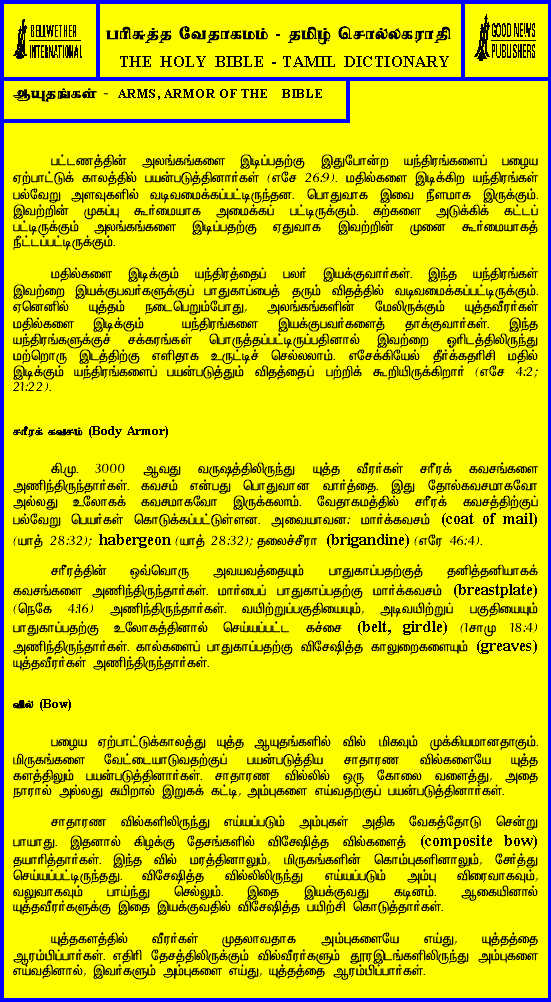 BELLWETHER
INTERNATIONAL
பரிசுத்த வேதாகமம் - தமிழ் சொல்லகராதி
THE HOLY BIBLE - TAMIL DICTIONARY
GOOD NEWS
PUBLISHERS
ஆயுதங்கள் - ARMS, ARMOR OF THE BIBLE
பட்டணத்தின் அலங்கங்களை இடிப்பதற்கு இதுபோன்ற யந்திரங்களைப் பழைய
ஏற்பாட்டுக் காலத்தில் பயன்படுத்தினார்கள் (எசே 26:9). மதில்களை இடிக்கிற யந்திரங்கள்
பல்வேறு அளவுகளில் வடிவமைக்கப்பட்டிருந்தன. பொதுவாக இவை நீளமாக இருக்கும்.
இவற்றின் முகப்பு கூர்மையாக அமைக்கப் பட்டிருக்கும். கற்களை அடுக்கிக் கட்டப்
பட்டிருக்கும் அலங்கங்களை இடிப்பதற்கு ஏதுவாக இவற்றின் முனை கூர்மையாகத்
நீட்டப்பட்டிருக்கும்.
மதில்களை இடிக்கும் யந்திரத்தைப் பலர் இயக்குவார்கள். இந்த யந்திரங்கள்
இவற்றை இயக்குபவர்களுக்குப் பாதுகாப்பைத் தரும் விதத்தில் வடிவமைக்கப்பட்டிருக்கும்.
ஏனெனில் யுத்தம் நடைபெறும்போது, அலங்கங்களின் மேலிருக்கும் யுத்தவீரர்கள்
மதில்களை இடிக்கும் யந்திரங்களை இயக்குபவர்களைத் தாக்குவார்கள். இந்த
யந்திரங்களுக்குச் சக்கரங்கள் பொருத்தப்பட்டிருப்பதினால் இவற்றை ஓரிடத்திலிருந்து
மற்றொரு இடத்திற்கு எளிதாக உருட்டிச் செல்லலாம். எசேக்கியேல் தீர்க்கதரிசி மதில்
இடிக்கும் யந்திரங்களைப் பயன்படுத்தும் விதத்தைப் பற்றிக் கூறியிருக்கிறார் (எசே 4:2;
21:22).
சரீரக் கவசம் (Body Armor)
கி.மு. 3000 ஆவது வருஷத்திலிருந்து யுத்த வீரர்கள் சரீரக் கவசங்களை
அணிந்திருந்தார்கள். கவசம் என்பது பொதுவான வார்த்தை. இது தோல்கவசமாகவோ
அல்லது உலோகக் கவசமாகவோ இருக்கலாம். வேதாகமத்தில் சரீரக் கவசத்திற்குப்
பல்வேறு பெயர்கள் கொடுக்கப்பட்டுள்ளன. அவையாவன: மார்க்கவசம் (coat of mail)
(யாத் 28:32); habergeon (யாத் 28:32); தலைச்சீரா (brigandine) (எரே 46:4).
சரீரத்தின் ஒவ்வொரு அவயவத்தையும் பாதுகாப்பதற்குத் தனித்தனியாகக்
கவசங்களை அணிந்திருந்தார்கள். மார்பைப் பாதுகாப்பதற்கு மார்க்கவசம் (breastplate)
(நெகே 4:16) அணிந்திருந்தார்கள். வயிற்றுப்பகுதியையும், அடிவயிற்றுப் பகுதியையும்
பாதுகாப்பதற்கு உலோகத்தினால் செய்யப்பட்ட கச்சை (belt, girdle) (1சாமு 18:4)
அணிந்திருந்தார்கள். கால்களைப் பாதுகாப்பதற்கு விசேஷித்த காலுறைகளையும் (greaves)
யுத்தவீரர்கள் அணிந்திருந்தார்கள்.
வில் (Bow)
பழைய ஏற்பாட்டுக்காலத்து யுத்த ஆயுதங்களில் வில் மிகவும் முக்கியமானதாகும்.
மிருகங்களை வேட்டையாடுவதற்குப் பயன்படுத்திய சாதாரண வில்களையே யுத்த
களத்திலும் பயன்படுத்தினார்கள். சாதாரண வில்லில் ஒரு கோலை வளைத்து, அதை
நாரால் அல்லது கயிறால் இறுகக் கட்டி, அம்புகளை எய்வதற்குப் பயன்படுத்தினார்கள்.
சாதாரண வில்களிலிருந்து எய்யப்படும் அம்புகள் அதிக வேகத்தோடு சென்று
பாயாது. இதனால் கிழக்கு தேசங்களில் விசேஷித்த வில்களைத் (composite bow)
தயாரித்தார்கள். இந்த வில் மரத்தினாலும், மிருகங்களின் கொம்புகளினாலும், சேர்த்து
செய்யப்பட்டிருந்தது. விசேஷித்த வில்லிலிருந்து எய்யப்படும் அம்பு விரைவாகவும்,
வலுவாகவும் பாய்ந்து செல்லும். இதை இயக்குவது கடினம். ஆகையினால்
யுத்தவீரர்களுக்கு இதை இயக்குவதில் விசேஷித்த பயிற்சி கொடுத்தார்கள்.
யுத்தகளத்தில் வீரர்கள் முதலாவதாக அம்புகளையே எய்து, யுத்தத்தை
ஆரம்பிப்பார்கள். எதிரி தேசத்திலிருக்கும் வில்வீரர்களும் தூரஇடங்களிலிருந்து அம்புகளை
எய்வதினால், இவர்களும் அம்புகளை எய்து, யுத்தத்தை ஆரம்பிப்பார்கள்.